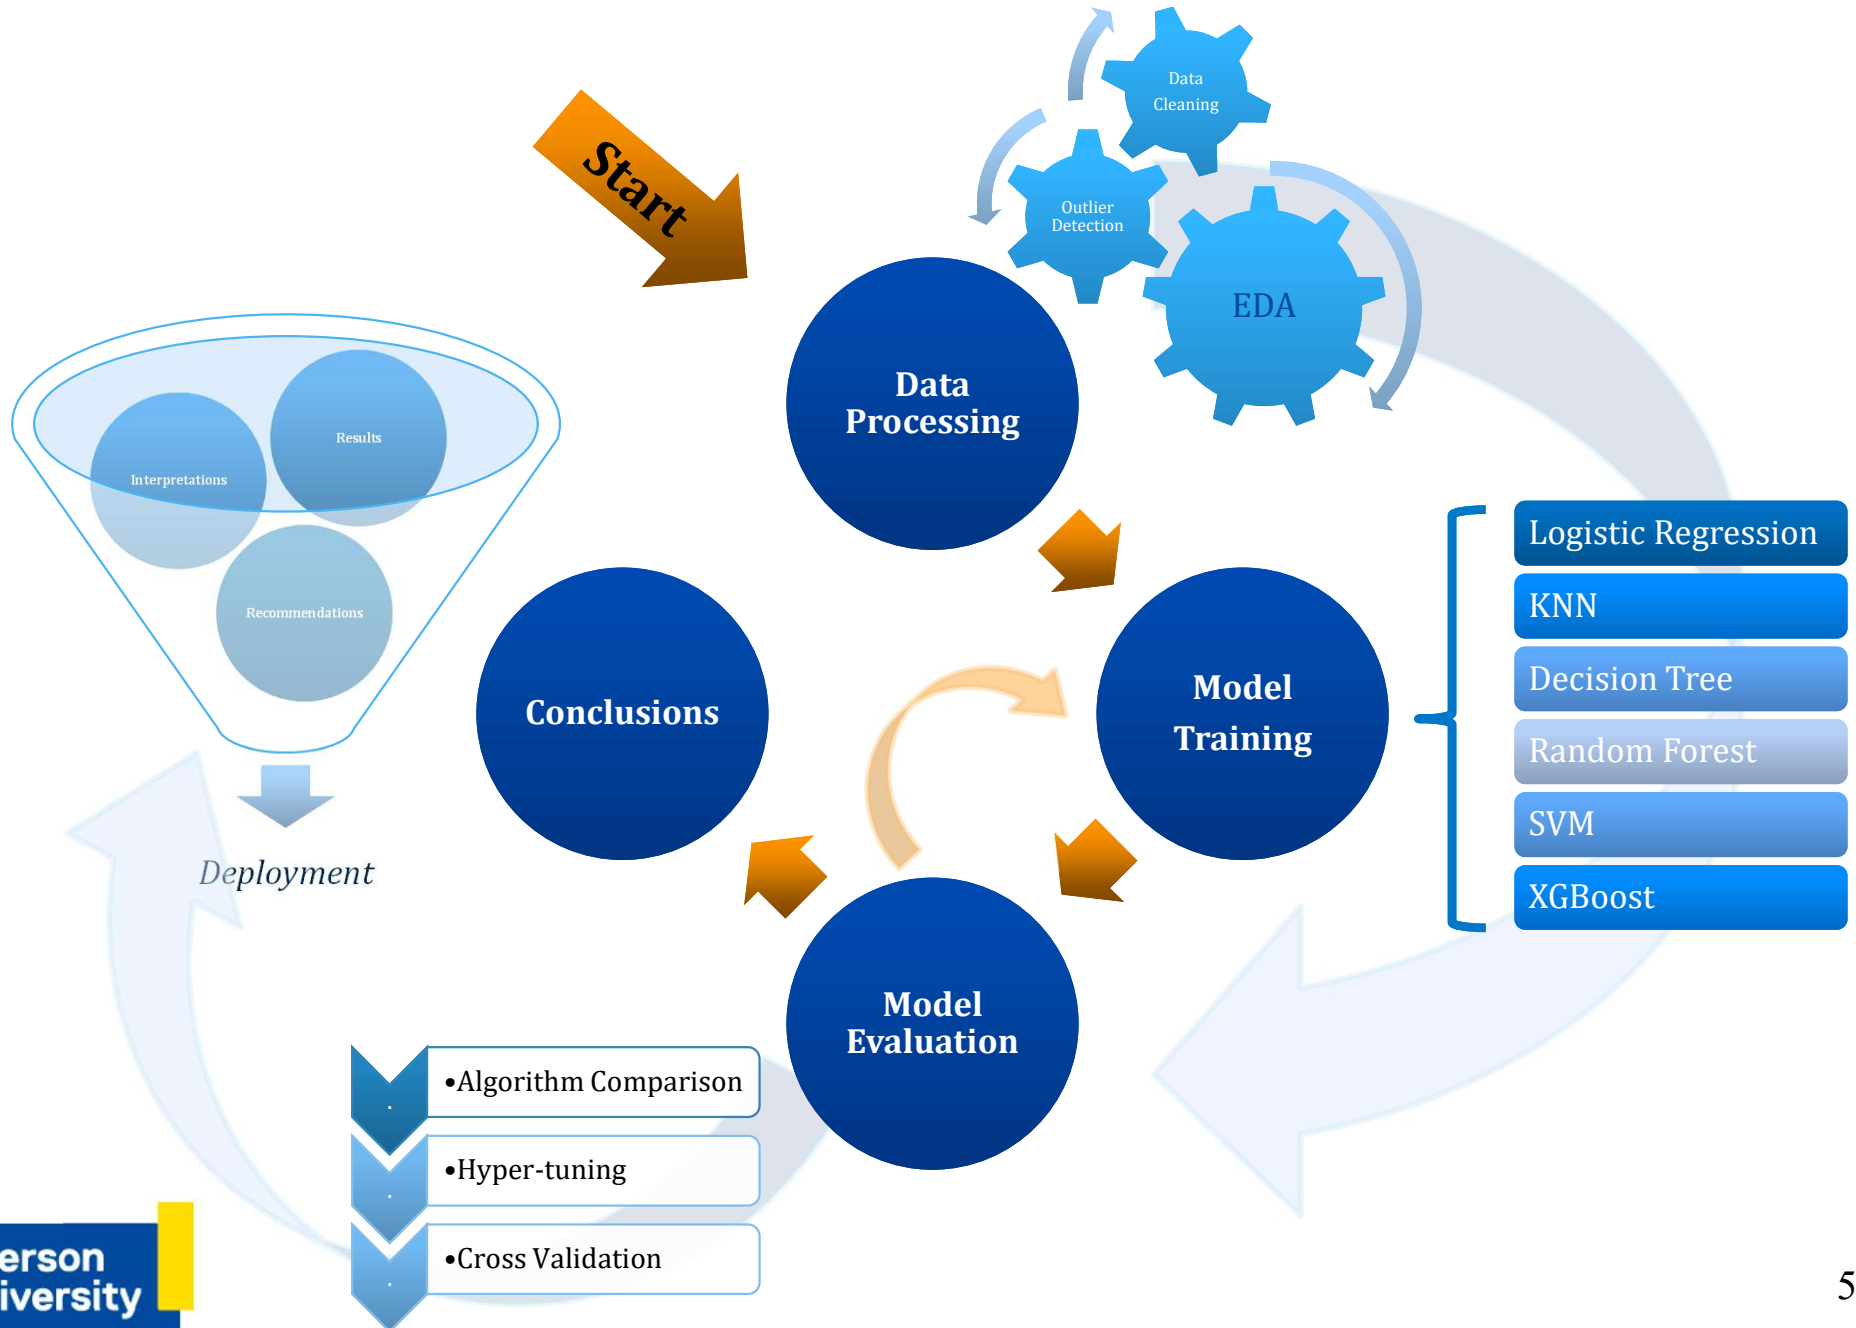 Start
Data
Cleaning
Outlier
Detection
EDA
Data
Processing
Results
Interpretations
Recommendations
Deployment
Conclusions
Model
Training
Logistic Regression
KNN
Decision Tree
Random Forest
SVM
XGBoost
Model
Evaluation
•Algorithm Comparison
•Hyper-tuning
•Cross Validation
erson
iversity
5